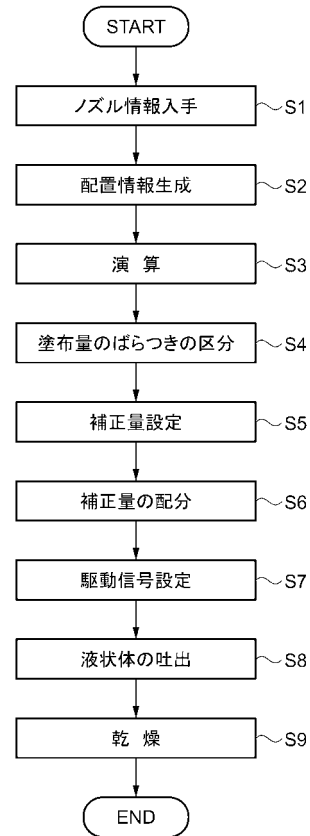 START
ノズル情報入手 S1
配置情報生成 S2
演 算 S3
塗布量のばらつきの区分 S4
補正量設定 S5
補正量の配分 S6
駆動信号設定 S7
液状体の吐出 S8
乾 燥 S9
END